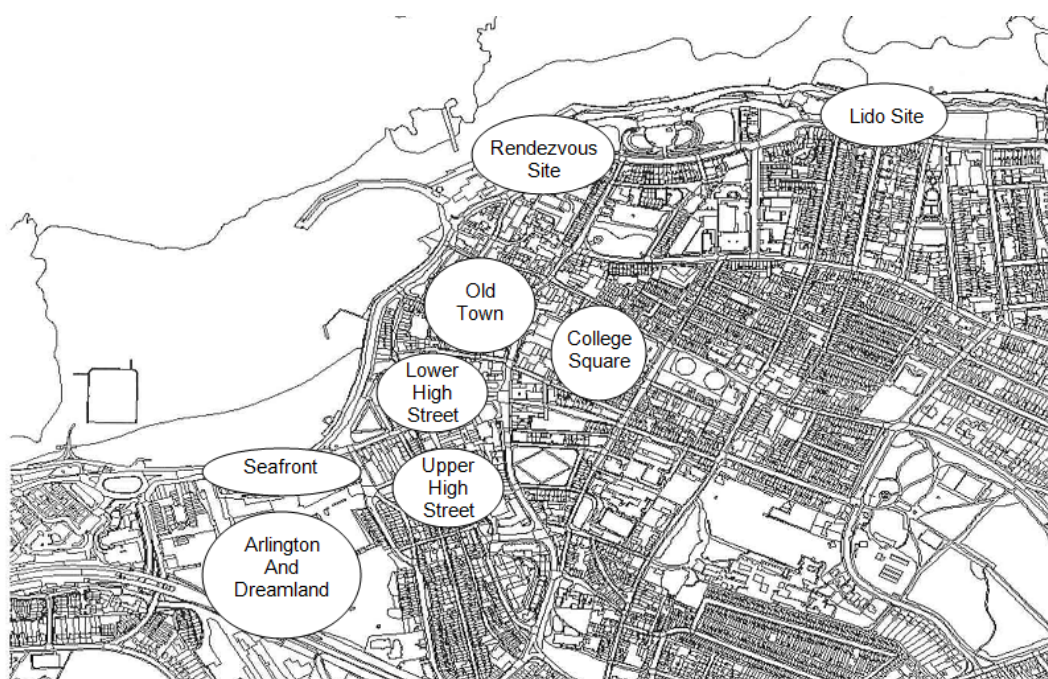 Lido Site
Rendezvous
Site
Old
Town
College
Square
Lower
High
Street
Seafront
Upper
High
Street
Arlington
And
Dreamland